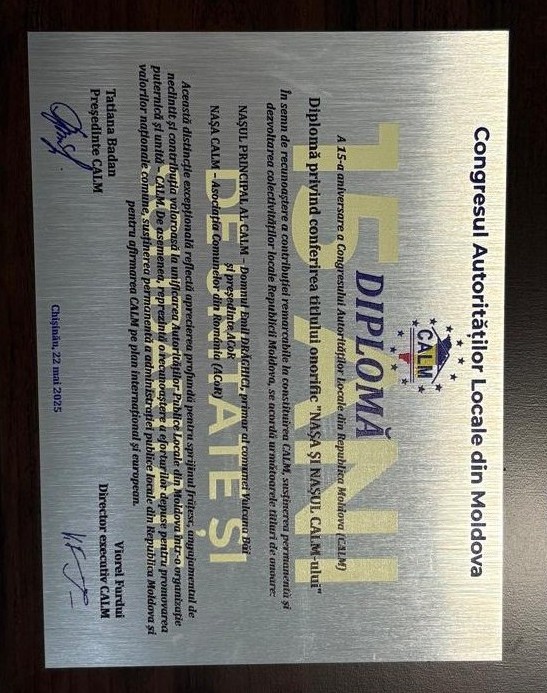 Congresul Autorităților Locale din Moldova
CALM
15 ANI
DE UNITATE ȘI
DIPLOMĂ
A 15-a aniversare a Congresului Autorităților Locale din Republica Moldova (CALM)
Diplomă privind conferirea titlului onorific "NAȘA ȘI NAȘUL CALM-ului"
În semn de recunoaștere a contribuției remarcabile la constituirea CALM, susținerea permanentă și
dezvoltarea colectivităților locale Republicii Moldova, se acordă următoarele titluri de onoare:
NAȘUL PRINCIPAL AL CALM – Domnul Emil DRĂGHICI, primar al comunei Vulcana Băi
și președinte ACoR
NAȘA CALM – Asociația Comunelor din România (ACoR)
Această distincție excepțională reflectă aprecierea profundă pentru sprijinul frățesc, angajamentul de
neclintit și contribuția valoroasă la unificarea Autorităților Publice Locale din Moldova într-o organizație
puternică și unită – CALM. De asemenea, reprezintă o recunoaștere a eforturilor depuse pentru promovarea
valorilor naționale comune, susținerea permanentă a administrației publice locale din Republica Moldova și
pentru afirmarea CALM pe plan internațional și european.
Tatiana Badan
Președinte CALM
Viorel Furdui
Director executiv CALM
Chișinău, 22 mai 2025